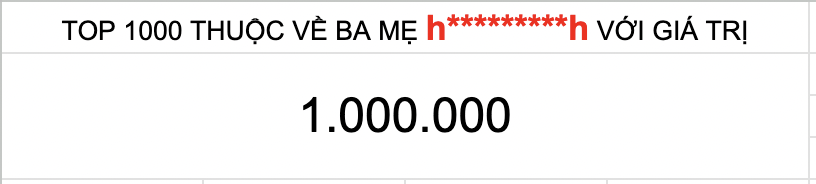 TOP 1000 THUỘC VỀ BA MẸ h*********h VỚI GIÁ TRỊ
1.000.000